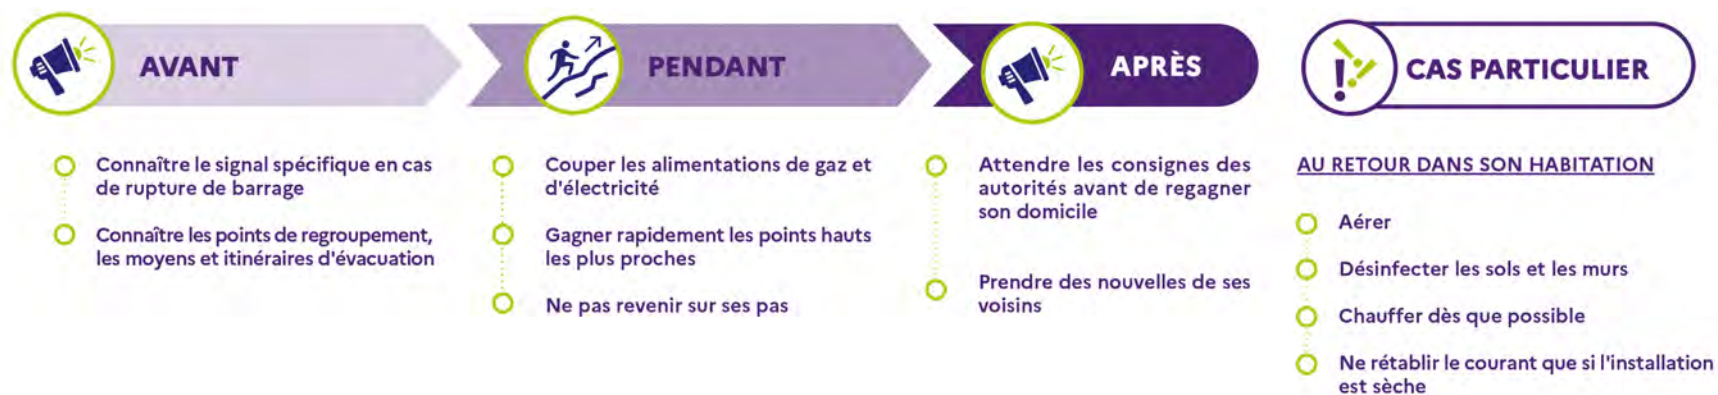 AVANT
Connaître le signal spécifique en cas
de rupture de barrage
Connaître les points de regroupement,
les moyens et itinéraires d'évacuation
PENDANT
Couper les alimentations de gaz et
d'électricité
Gagner rapidement les points hauts
les plus proches
Ne pas revenir sur ses pas
APRÈS
Attendre les consignes des
autorités avant de regagner
son domicile
Prendre des nouvelles de ses
voisins
CAS PARTICULIER
AU RETOUR DANS SON HABITATION
Aérer
Désinfecter les sols et les murs
Chauffer dès que possible
Ne rétablir le courant que si l'installation
est sèche